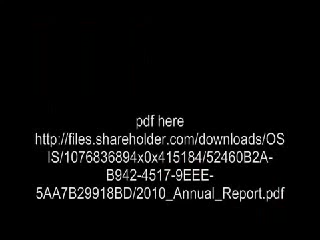 pdf here
http://files.shareholder.com/downloads/OS
IS/1076836894x0x415184/52460B2A-
B942-4517-9EEE-
5AA7B29918BD/2010_Annual_Report.pdf